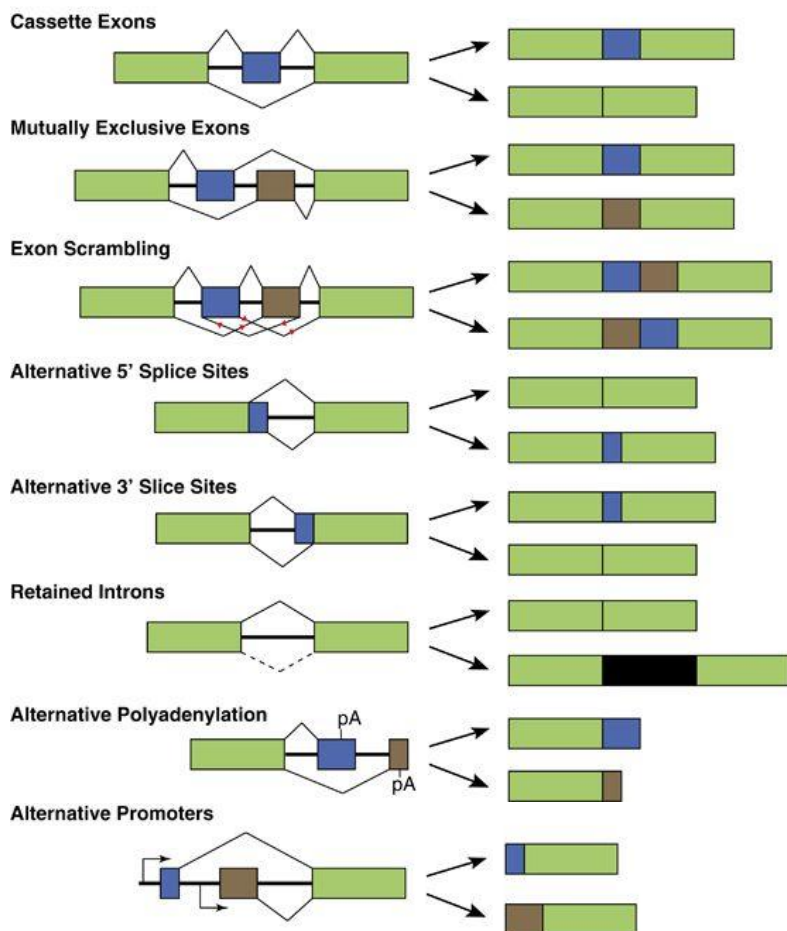 Cassette Exons
Mutually Exclusive Exons
Exon Scrambling
Alternative 5’ Splice Sites
Alternative 3’ Slice Sites
Retained Introns
Alternative Polyadenylation
pA
pA
Alternative Promoters